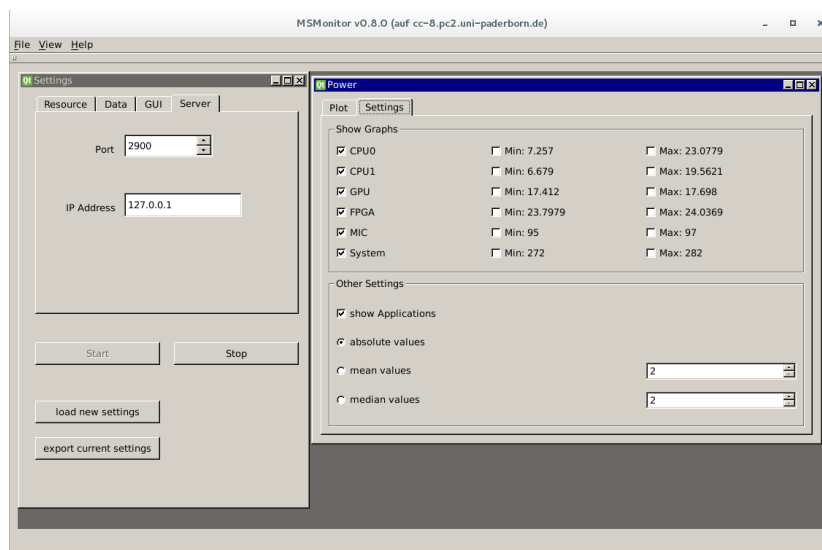 MSMonitor v0.8.0 (auf cc-8.pc2.uni-paderborn.de)
File View Help
Qt Settings
Resource Data GUI Server
Port 2900
IP Address 127.0.0.1
Start Stop
load new settings
export current settings
Qt Power
Plot Settings
Show Graphs
CPU0 Min: 7.257 Max: 23.0779
CPU1 Min: 6.679 Max: 19.5621
GPU Min: 17.412 Max: 17.698
FPGA Min: 23.7979 Max: 24.0369
MIC Min: 95 Max: 97
System Min: 272 Max: 282
Other Settings
show Applications
absolute values
mean values 2
median values 2